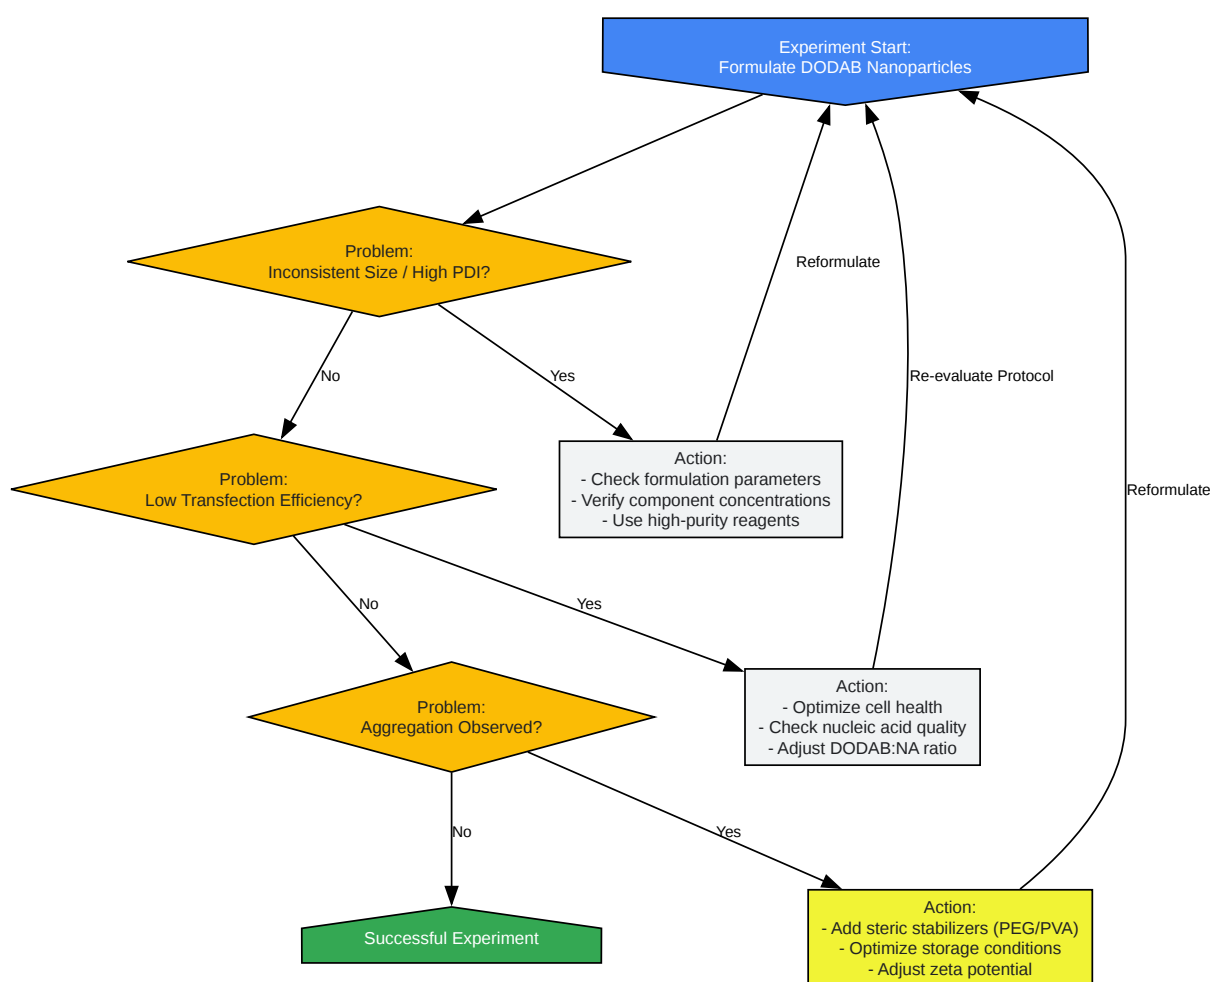 Experiment Start:
Formulate DODAB Nanoparticles
Problem:
Inconsistent Size / High PDI?
Reformulate
No
Yes
Re-evaluate Protocol
Action:
- Check formulation parameters
- Verify component concentrations
- Use high-purity reagents
Problem:
Low Transfection Efficiency?
Reformulate
No
Yes
Action:
- Optimize cell health
- Check nucleic acid quality
- Adjust DODAB:NA ratio
Problem:
Aggregation Observed?
No
Yes
Successful Experiment
Action:
- Add steric stabilizers (PEG/PVA)
- Optimize storage conditions
- Adjust zeta potential